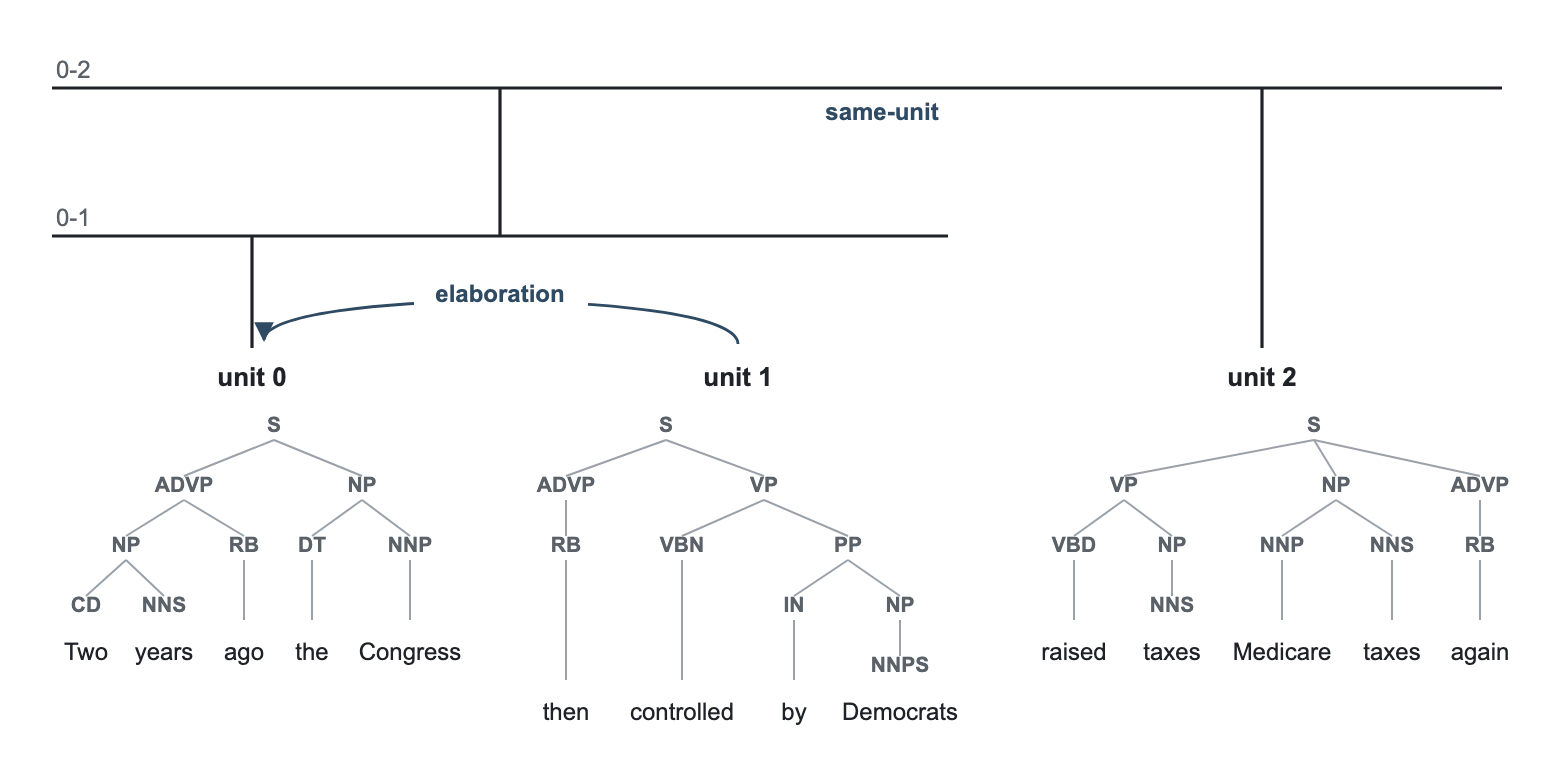 0-2
same-unit
0-1
elaboration
unit 0 unit 1 unit 2
S S S
ADVP NP ADVP VP VP NP ADVP
NP RB DT NNP RB VBN PP VBD NP NNP NNS RB
CD NNS IN NP NNS
Two years ago the Congress raised taxes Medicare taxes again
NNPS
then controlled by Democrats